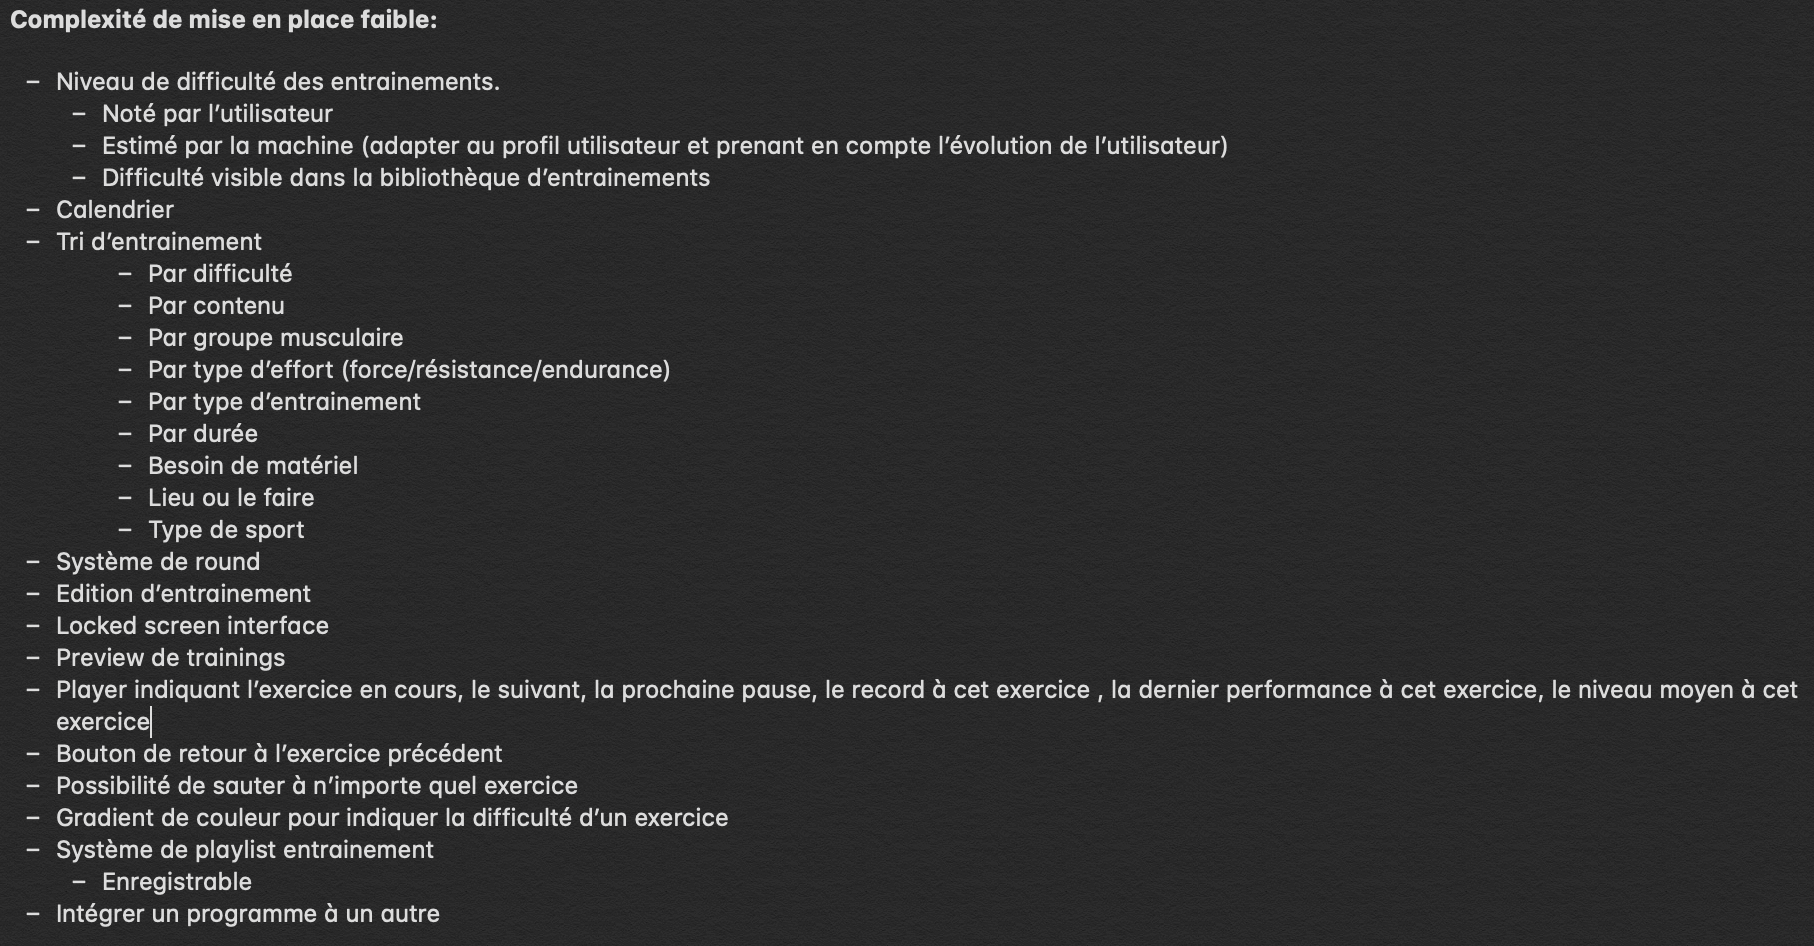 Complexité de mise en place faible:
– Niveau de difficulté des entrainements.
– Noté par l’utilisateur
– Estimé par la machine (adapter au profil utilisateur et prenant en compte l’évolution de l’utilisateur)
– Difficulté visible dans la bibliothèque d’entrainements
– Calendrier
– Tri d’entrainement
– Par difficulté
– Par contenu
– Par groupe musculaire
– Par type d’effort (force/résistance/endurance)
– Par type d’entrainement
– Par durée
– Besoin de matériel
– Lieu ou le faire
– Type de sport
– Système de round
– Edition d’entrainement
– Locked screen interface
– Preview de trainings
– Player indiquant l’exercice en cours, le suivant, la prochaine pause, le record à cet exercice , la dernier performance à cet exercice, le niveau moyen à cet
exercice
– Bouton de retour à l’exercice précédent
– Possibilité de sauter à n’importe quel exercice
– Gradient de couleur pour indiquer la difficulté d’un exercice
– Système de playlist entrainement
– Enregistrable
– Intégrer un programme à un autre